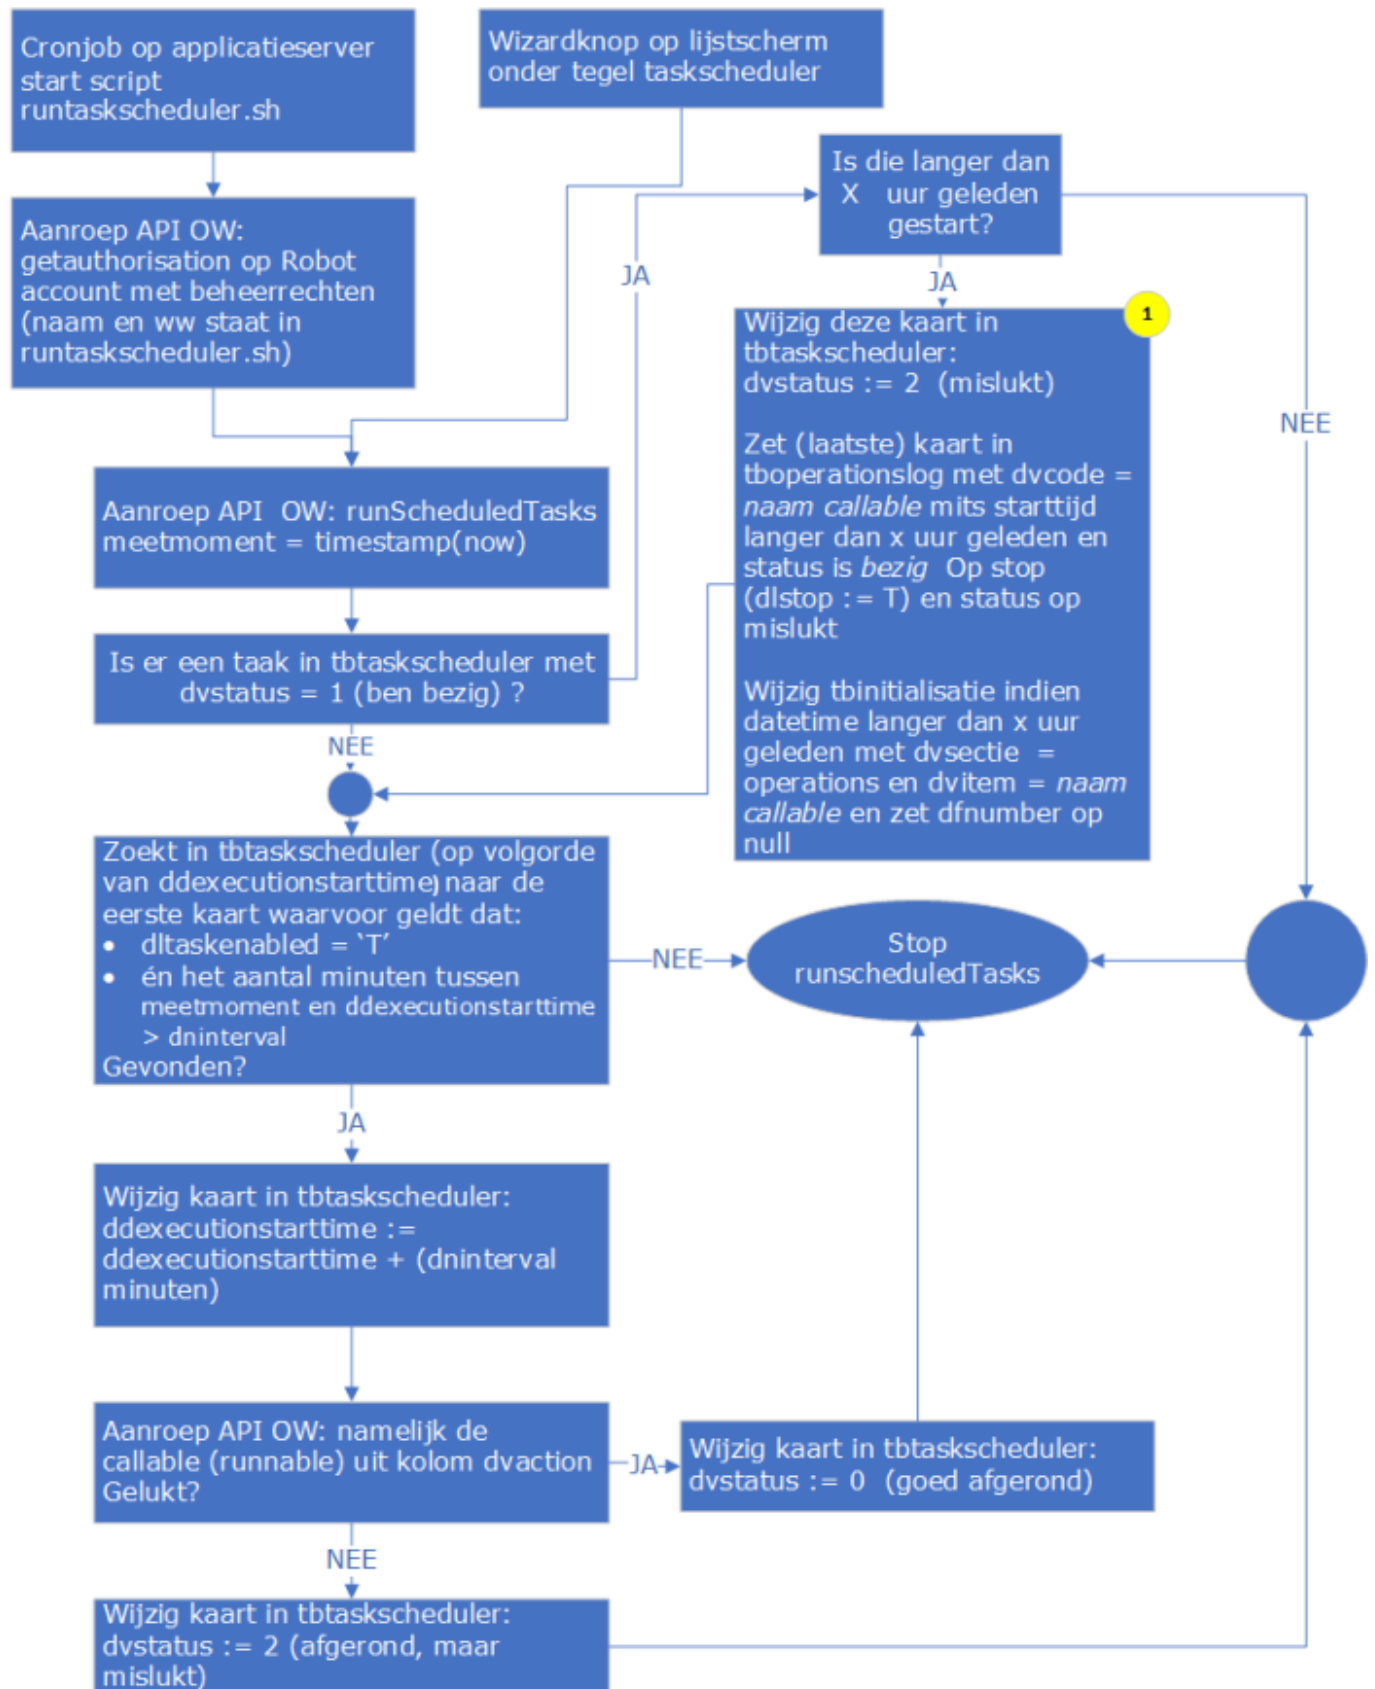 Cronjob op applicatieserver
start script
runtaskscheduler.sh
Wizardknop op lijstscherm
onder tegel taskscheduler
Is die langer dan
X uur geleden
gestart?
Aanroep API OW:
getauthorisation op Robot
account met beheerrechten
(naam en ww staat in
runtaskscheduler.sh)
JA
JA
NEE
1
Wijzig deze kaart in
tbtaskscheduler:
dvstatus := 2 (mislukt)
Zet (laatste) kaart in
tboperationslog met dvcode =
naam callable mits starttijd
langer dan x uur geleden en
status is bezig Op stop
(dlstop := T) en status op
mislukt
Wijzig tbinitialisatie indien
datetime langer dan x uur
geleden met dvsectie =
operations en dvitem = naam
callable en zet dfnumber op
null
Aanroep API OW: runScheduledTasks
meetmoment = timestamp(now)
Is er een taak in tbtaskscheduler met
dvstatus = 1 (ben bezig) ?
NEE
Zoekt in tbtaskscheduler (op volgorde
van ddexecutionstarttime) naar de
eerste kaart waarvoor geldt dat:
• dltaskenabled = ‘T’
• én het aantal minuten tussen
meetmoment en ddexecutionstarttime
> dninterval
Gevonden?
NEE
Stop
runscheduledTasks
JA
Wijzig kaart in tbtaskscheduler:
ddexecutionstarttime :=
ddexecutionstarttime + (dninterval
minuten)
Aanroep API OW: namelijk de
callable (runnable) uit kolom dvaction
Gelukt?
JA
Wijzig kaart in tbtaskscheduler:
dvstatus := 0 (goed afgerond)
NEE
Wijzig kaart in tbtaskscheduler:
dvstatus := 2 (afgerond, maar
mislukt)